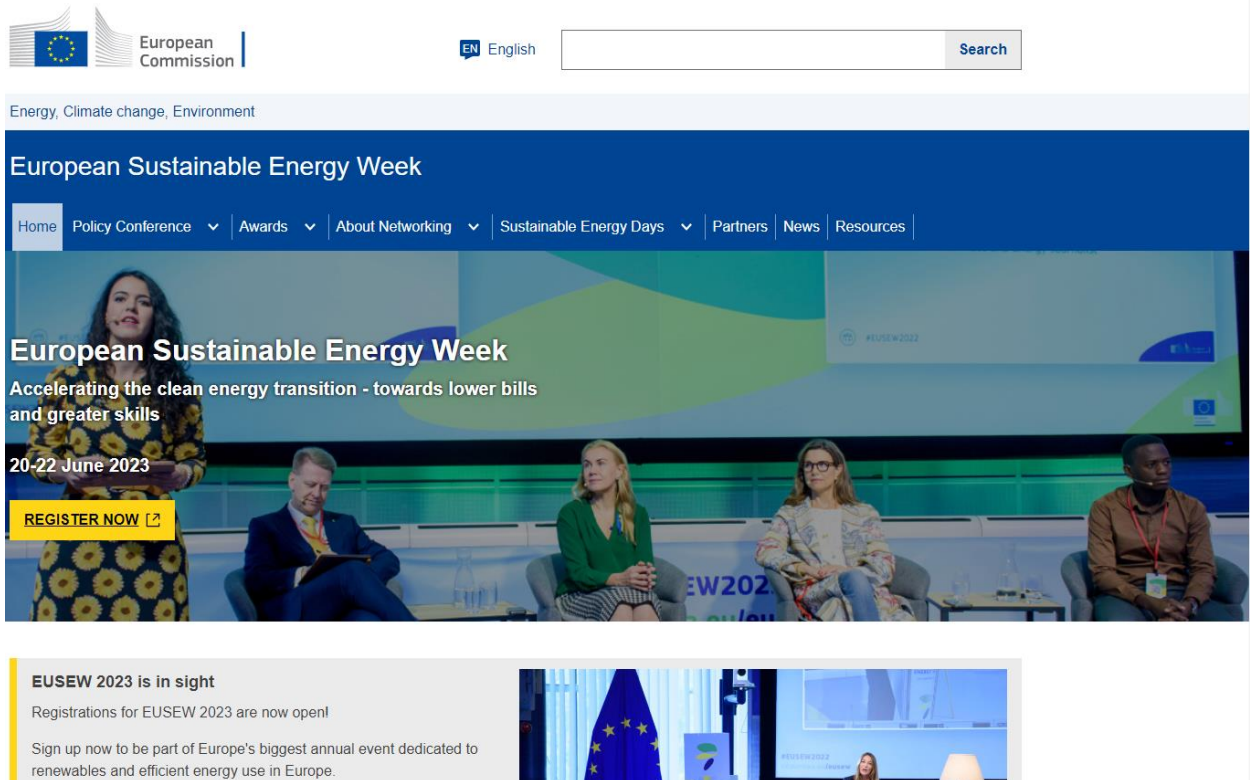 European
Commission
EN English
Search
Energy, Climate change, Environment
European Sustainable Energy Week
Home Policy Conference Awards About Networking Sustainable Energy Days Partners News Resources
#EUSEW2022
European Sustainable Energy Week
Accelerating the clean energy transition - towards lower bills
and greater skills
20-22 June 2023
REGISTER NOW
EW202
EUSEW 2023 is in sight
Registrations for EUSEW 2023 are now open!
Sign up now to be part of Europe's biggest annual event dedicated to
renewables and efficient energy use in Europe.
#EUSEW2022